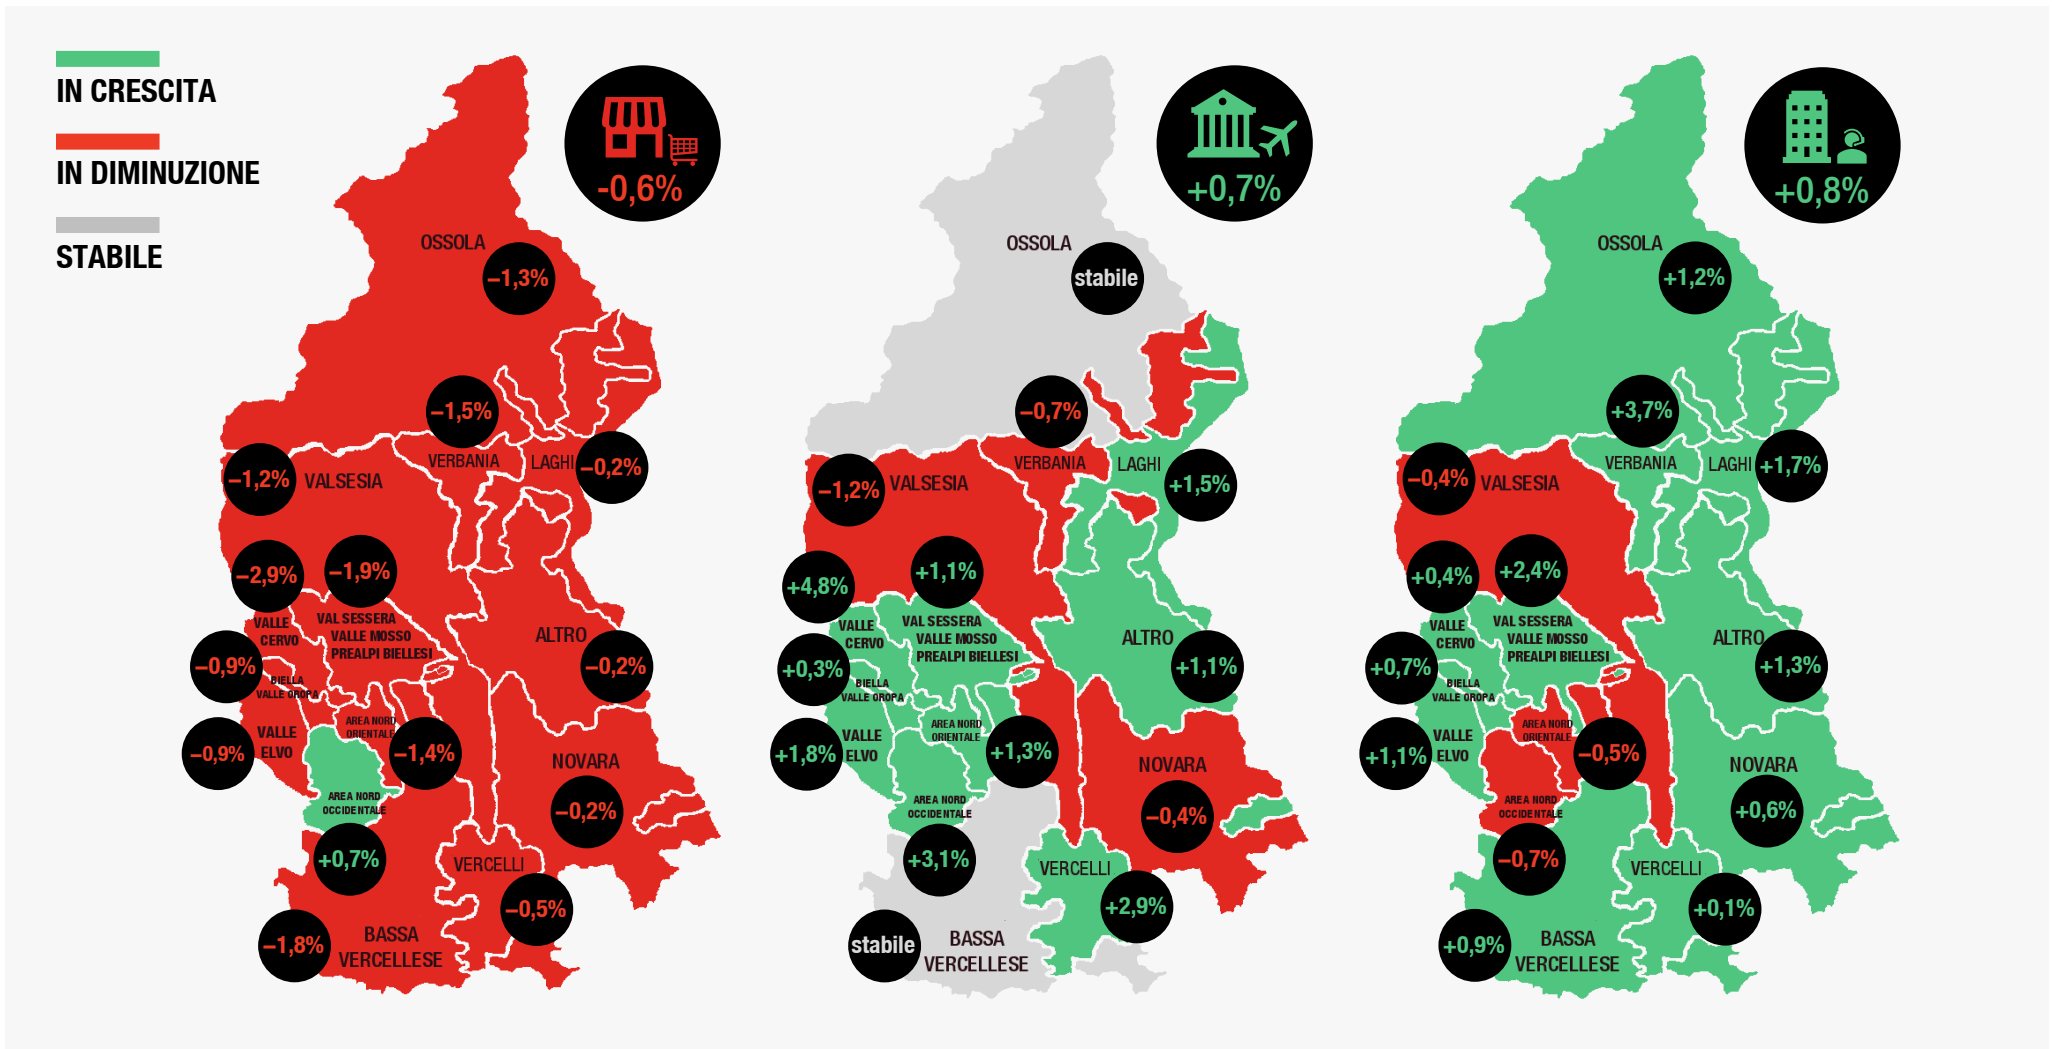 IN CRESCITA
IN DIMINUZIONE
STABILE
-0,6%
OSSOLA
–1,3%
–1,5%
VERBANIA
LAGHI
–0,2%
–1,2%
VALSESIA
–2,9%
–1,9%
VALLE
CERVO
VAL SESSERA
VALLE MOSSO
PREALPI BIELLESI
ALTRO
–0,2%
–0,9%
BIELLA
VALLE OROPA
AREA NORD
ORIENTALE
–1,4%
–0,9%
VALLE
ELVO
NOVARA
–0,2%
AREA NORD
OCCIDENTALE
+0,7%
VERCELLI
–0,5%
–1,8%
BASSA
VERCELLESE
+0,7%
OSSOLA
stabile
–0,7%
VERBANIA
LAGHI
+1,5%
–1,2%
VALSESIA
+4,8%
+1,1%
VALLE
CERVO
VAL SESSERA
VALLE MOSSO
PREALPI BIELLESI
ALTRO
+1,1%
+0,3%
BIELLA
VALLE OROPA
AREA NORD
ORIENTALE
+1,3%
+1,8%
VALLE
ELVO
NOVARA
–0,4%
AREA NORD
OCCIDENTALE
+3,1%
VERCELLI
+2,9%
stabile
BASSA
VERCELLESE
+0,8%
OSSOLA
+1,2%
+3,7%
VERBANIA
LAGHI
+1,7%
–0,4%
VALSESIA
+0,4%
+2,4%
VALLE
CERVO
VAL SESSERA
VALLE MOSSO
PREALPI BIELLESI
ALTRO
+1,3%
+0,7%
BIELLA
VALLE OROPA
AREA NORD
ORIENTALE
–0,5%
+1,1%
VALLE
ELVO
NOVARA
+0,6%
AREA NORD
OCCIDENTALE
–0,7%
VERCELLI
+0,1%
+0,9%
BASSA
VERCELLESE